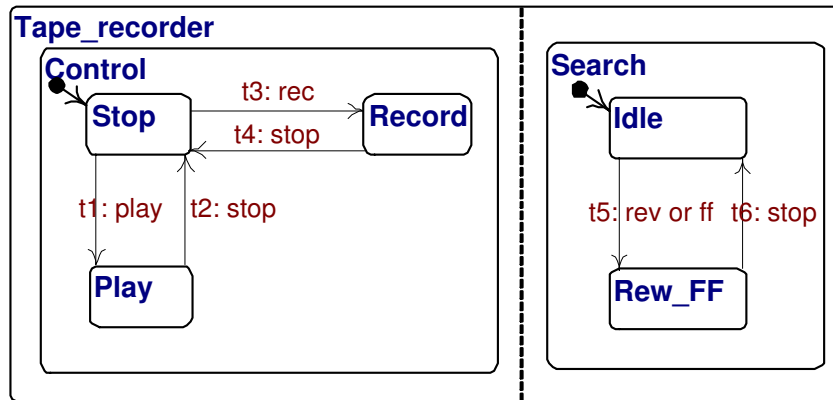 Tape_recorder
Control
Stop
t3: rec
Record
t4: stop
t1: play
t2: stop
Play
Search
Idle
t5: rev or ff
t6: stop
Rew_FF